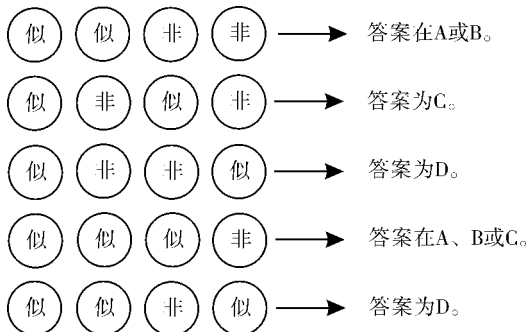 似 似 非 非 答案在A或B。
似 非 似 非 答案为C。
似 非 非 似 答案为D。
似 似 似 非 答案在A、B或C。
似 似 非 似 答案为D。